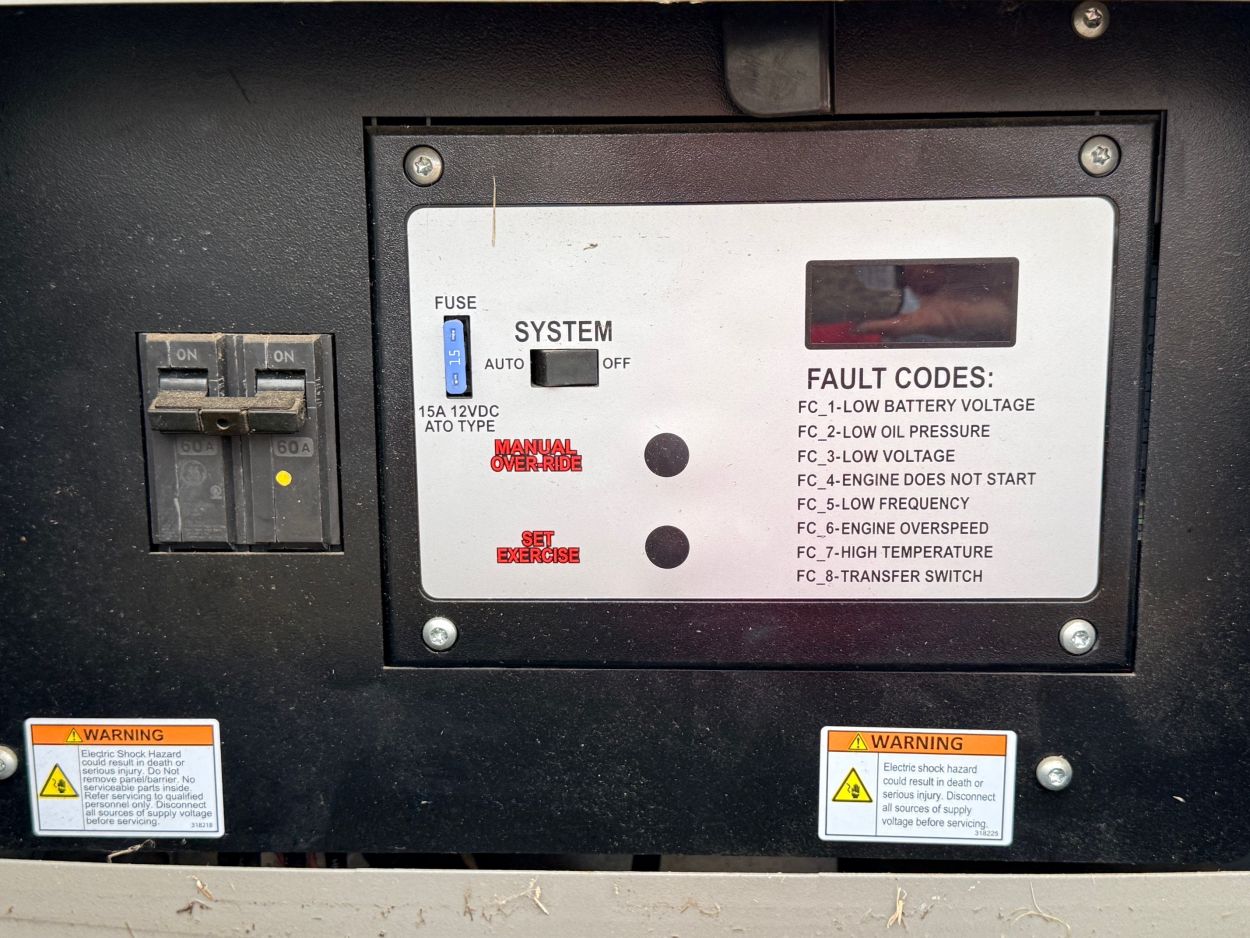 ON
ON
60A
60A
FUSE
15
15A 12VDC
ATO TYPE
SYSTEM
AUTO
OFF
MANUAL
OVER-RIDE
SET
EXERCISE
FAULT CODES:
FC_1-LOW BATTERY VOLTAGE
FC_2-LOW OIL PRESSURE
FC_3-LOW VOLTAGE
FC_4-ENGINE DOES NOT START
FC_5-LOW FREQUENCY
FC_6-ENGINE OVERSPEED
FC_7-HIGH TEMPERATURE
FC_8-TRANSFER SWITCH
WARNING
Electric Shock Hazard
could result in death or
serious injury. Do Not
remove panel/barrier. No
serviceable parts inside.
Refer servicing to qualified
personnel only. Disconnect
all sources of supply voltage
before servicing.
318218
WARNING
Electric shock hazard
could result in death or
serious injury. Disconnect
all sources of supply
voltage before servicing.
318225